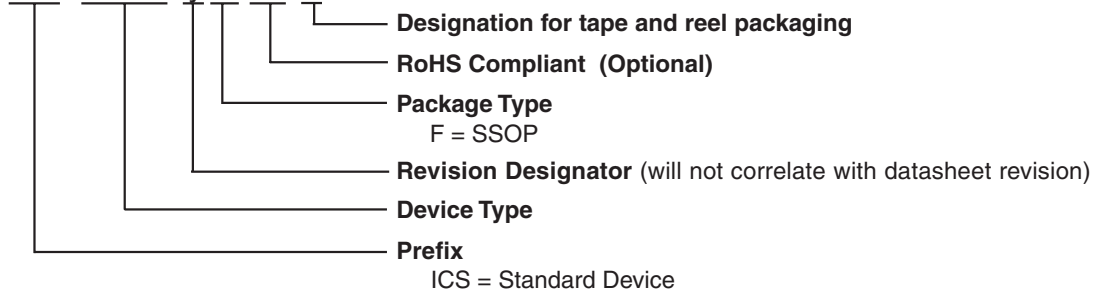 Designation for tape and reel packaging
RoHS Compliant (Optional)
Package Type
F = SSOP
Revision Designator (will not correlate with datasheet revision)
Device Type
Prefix
ICS = Standard Device